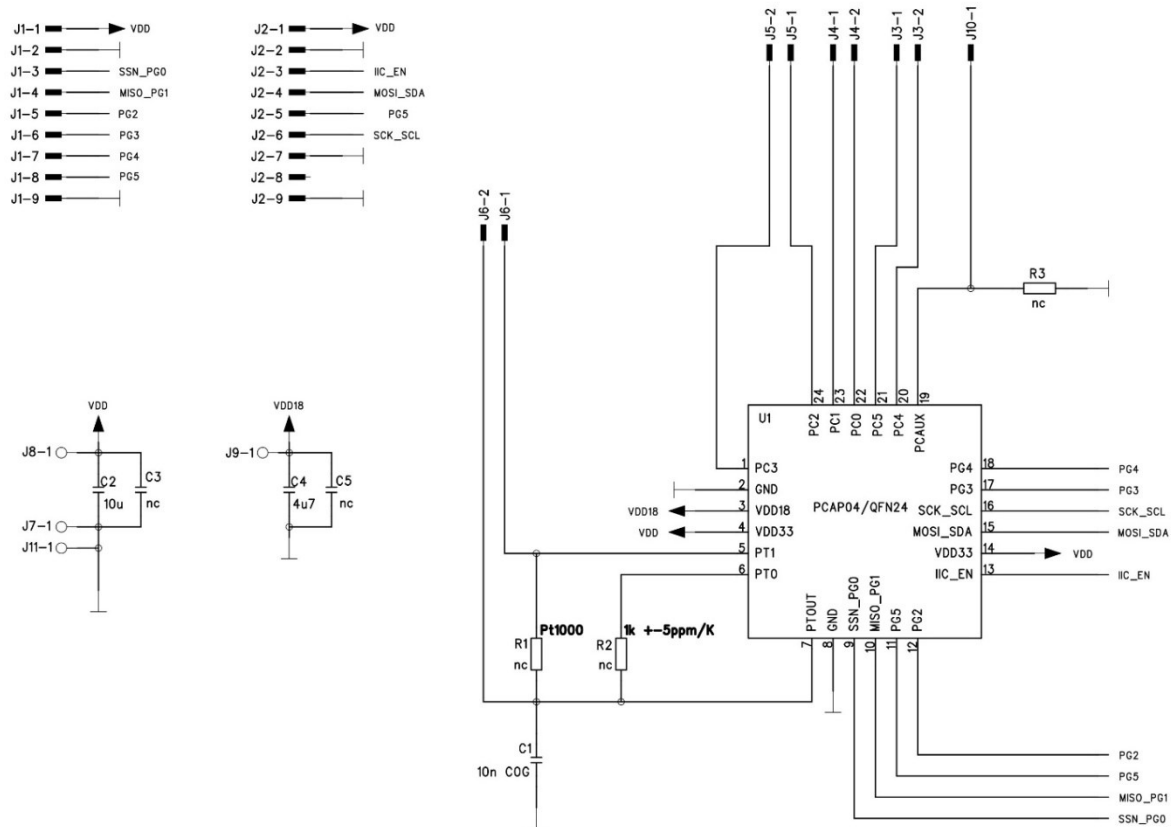 J1-1 VDD
J1-2
J1-3 SSN_PG0
J1-4 MISO_PG1
J1-5 PG2
J1-6 PG3
J1-7 PG4
J1-8 PG5
J1-9
J2-1 VDD
J2-2
J2-3 IIC_EN
J2-4 MOSI_SDA
J2-5 PG5
J2-6 SCK_SCL
J2-7
J2-8
J2-9
J5-2
J5-1
J4-1
J4-2
J3-1
J3-2
J10-1
J6-2
J6-1
R3
nc
VDD
J8-1
C2
10u
C3
nc
J7-1
J11-1
VDD18
J9-1
C4
4u7
C5
nc
U1
24 23 22 21 20 19
PC2 PC1 PC0 PC5 PC4 PCAUX
PCAP04/QFN24
1 PC3
2 GND
VDD18 3 VDD18
VDD 4 VDD33
5 PT1
6 PT0
PG4 18 PG4
PG3 17 PG3
SCK_SCL 16 SCK_SCL
MOSI_SDA 15 MOSI_SDA
VDD33 14 VDD
IIC_EN 13 IIC_EN
PTOUT GND SSN_PG0 MISO_PG1 PG5 PG2
7 8 9 10 11 12
Pt1000
R1
nc
1k +-5ppm/K
R2
nc
C1
10n COG
PG2
PG5
MISO_PG1
SSN_PG0